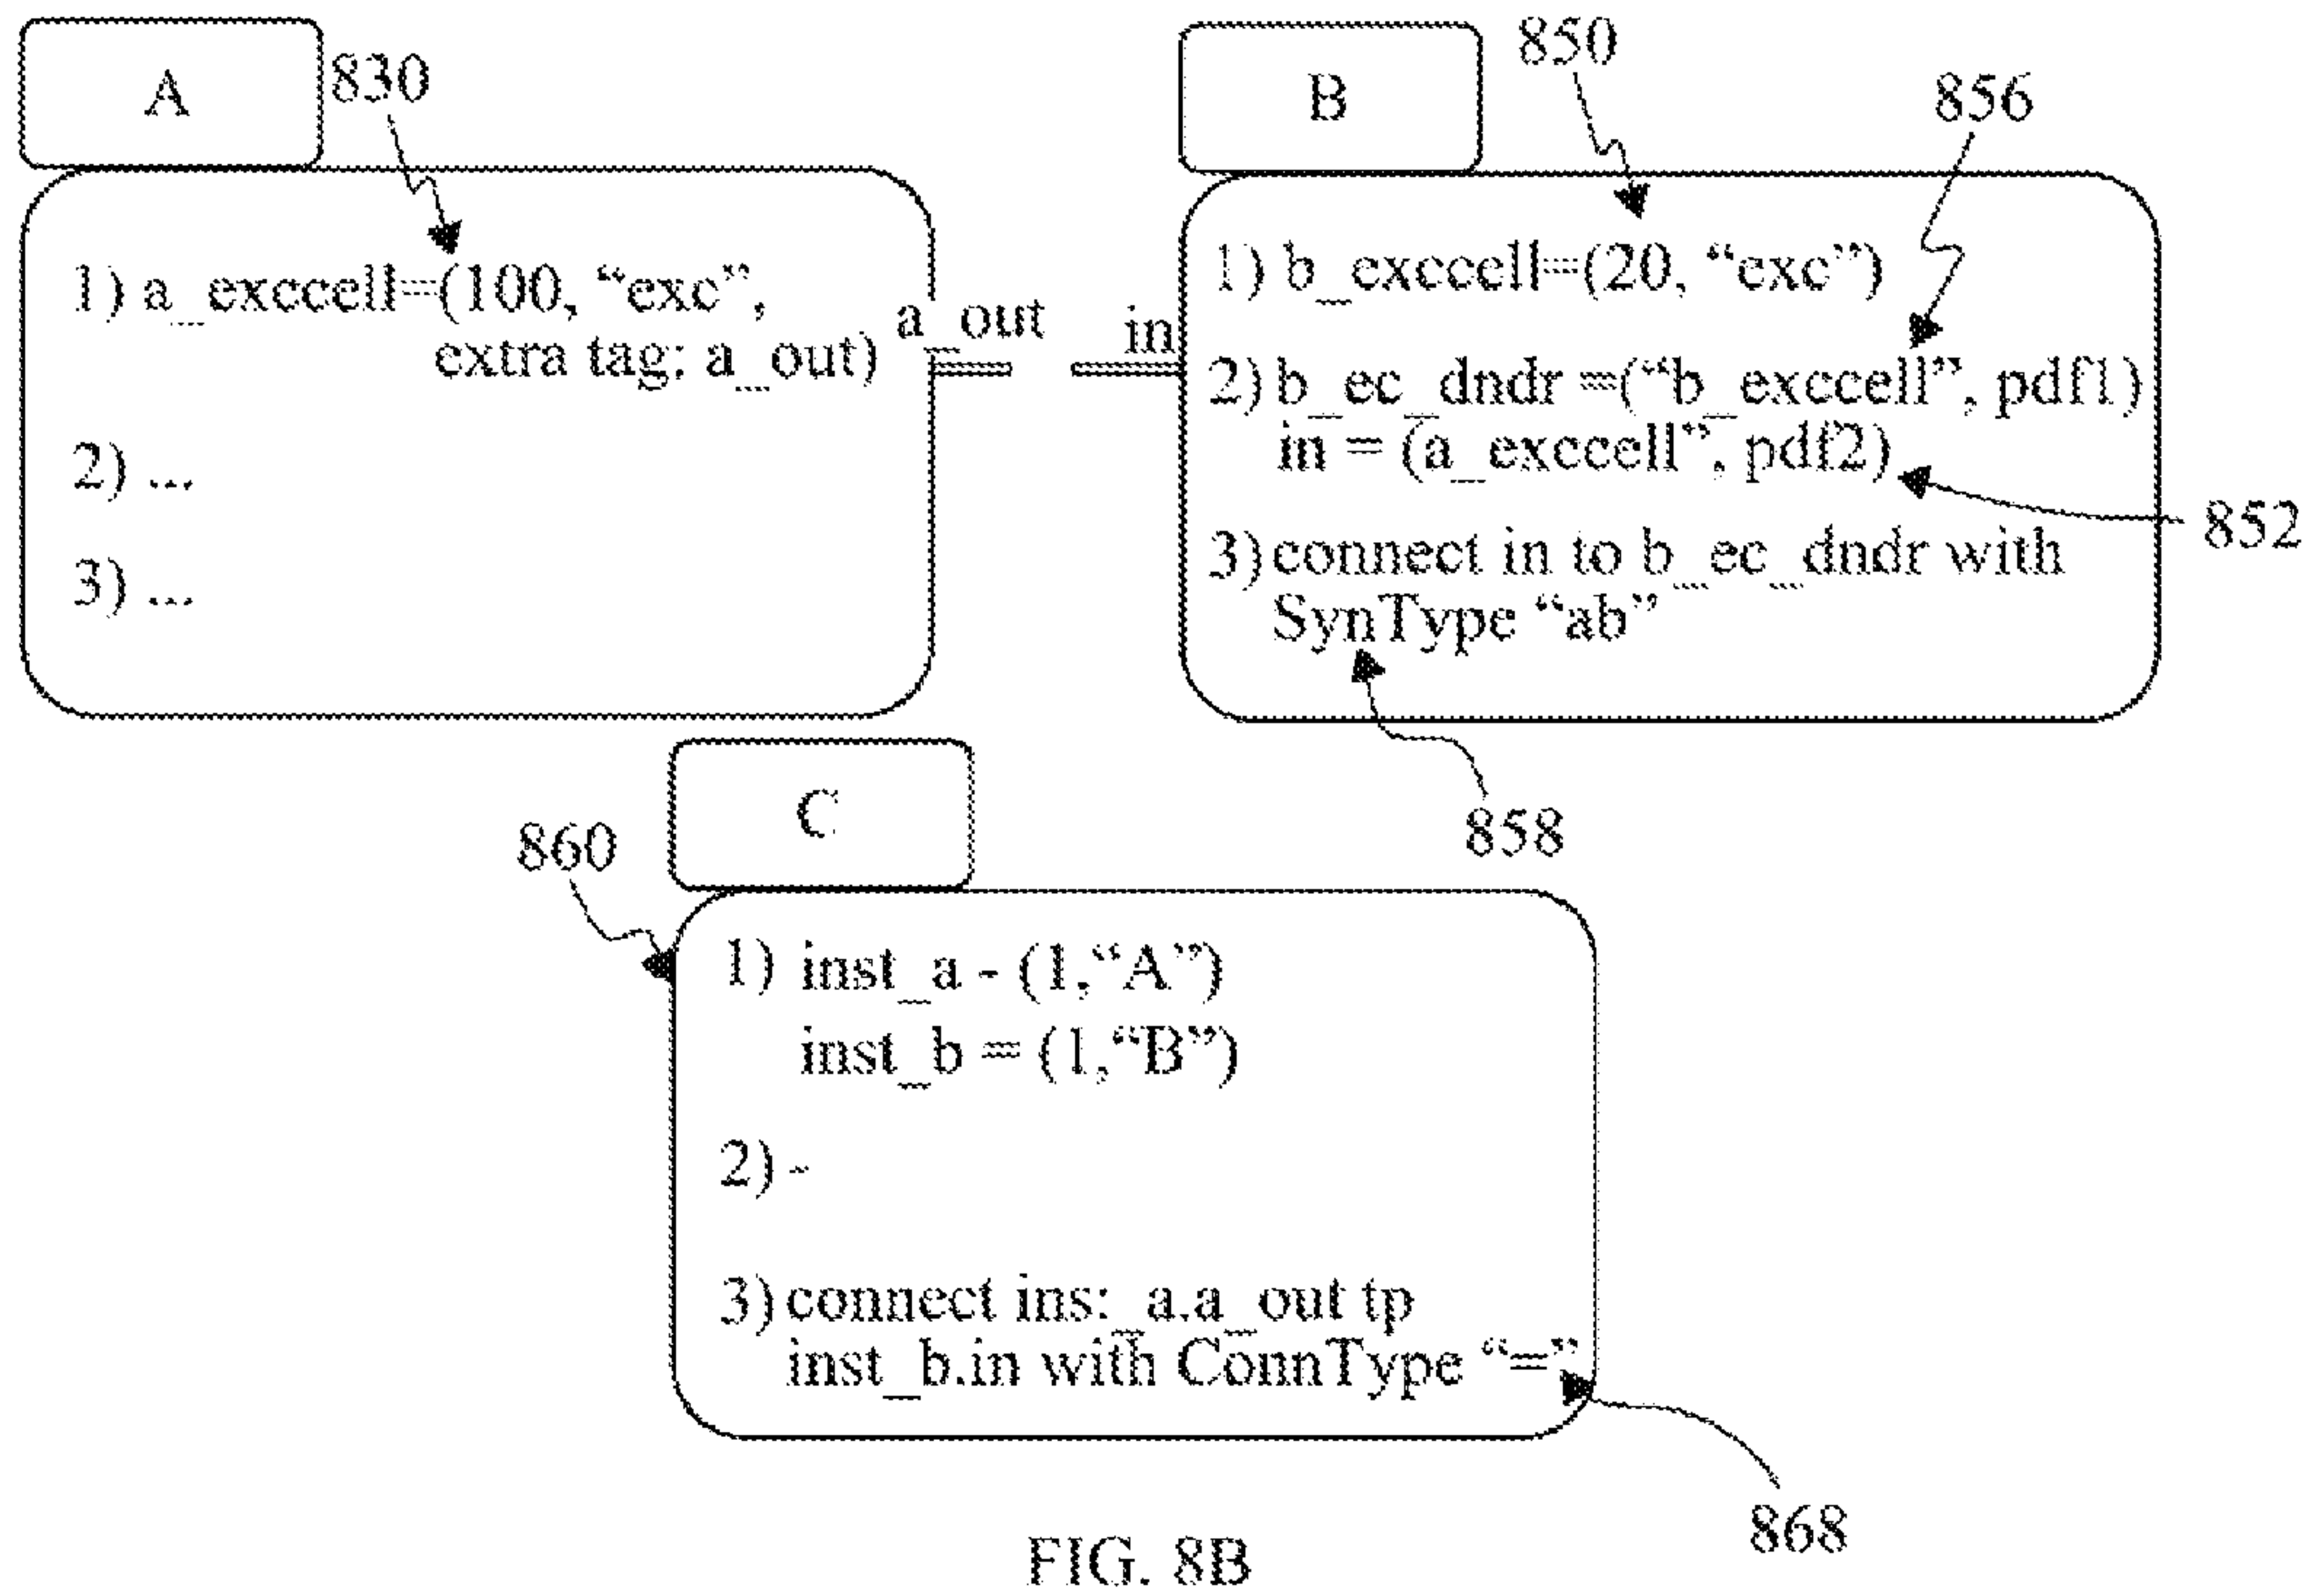 A
830
1) a_exccell=(100, “exc”,
extra tag: a_out)
2) ...
3) ...
a_out
in
B
850
856
1) b_exccell=(20, “exc”)
2) b_ec_dndr =(“b_exccell”, pdf1)
in = (a_exccell”, pdf2)
852
3) connect in to b_ec_dndr with
SynType “ab”
858
C
860
1) inst_a - (1,“A”)
inst_b = (1,“B”)
2) -
3) connect ins:_a.a_out tp
inst_b.in with ConnType “=”
868
FIG. 8B